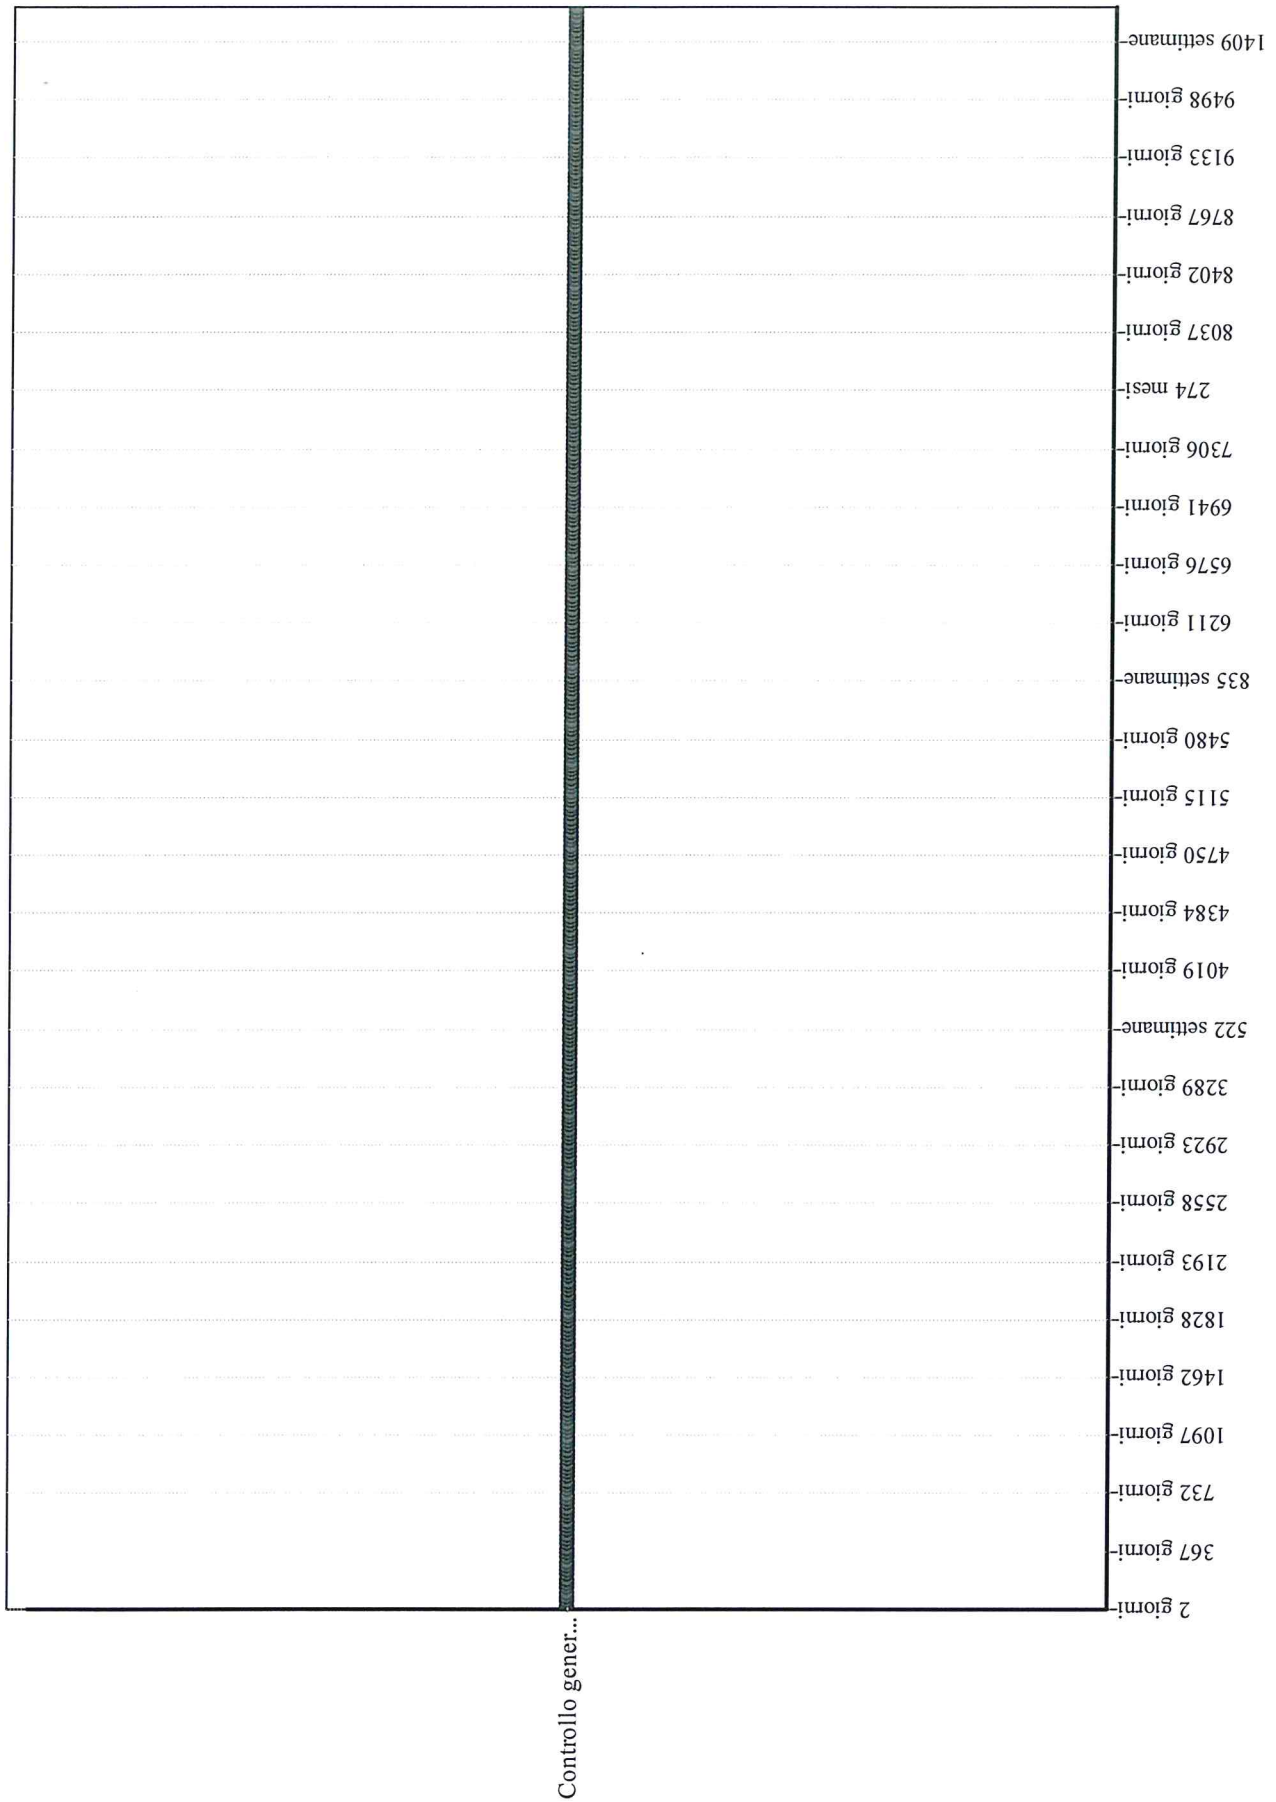 1409 settimane
9498 giorni
9133 giorni
8767 giorni
8402 giorni
8037 giorni
274 mesi
7306 giorni
6941 giorni
6576 giorni
6211 giorni
835 settimane
5480 giorni
5115 giorni
4750 giorni
4384 giorni
4019 giorni
522 settimane
3289 giorni
2923 giorni
2558 giorni
2193 giorni
1828 giorni
1462 giorni
1097 giorni
732 giorni
367 giorni
2 giorni
Controllo gener...